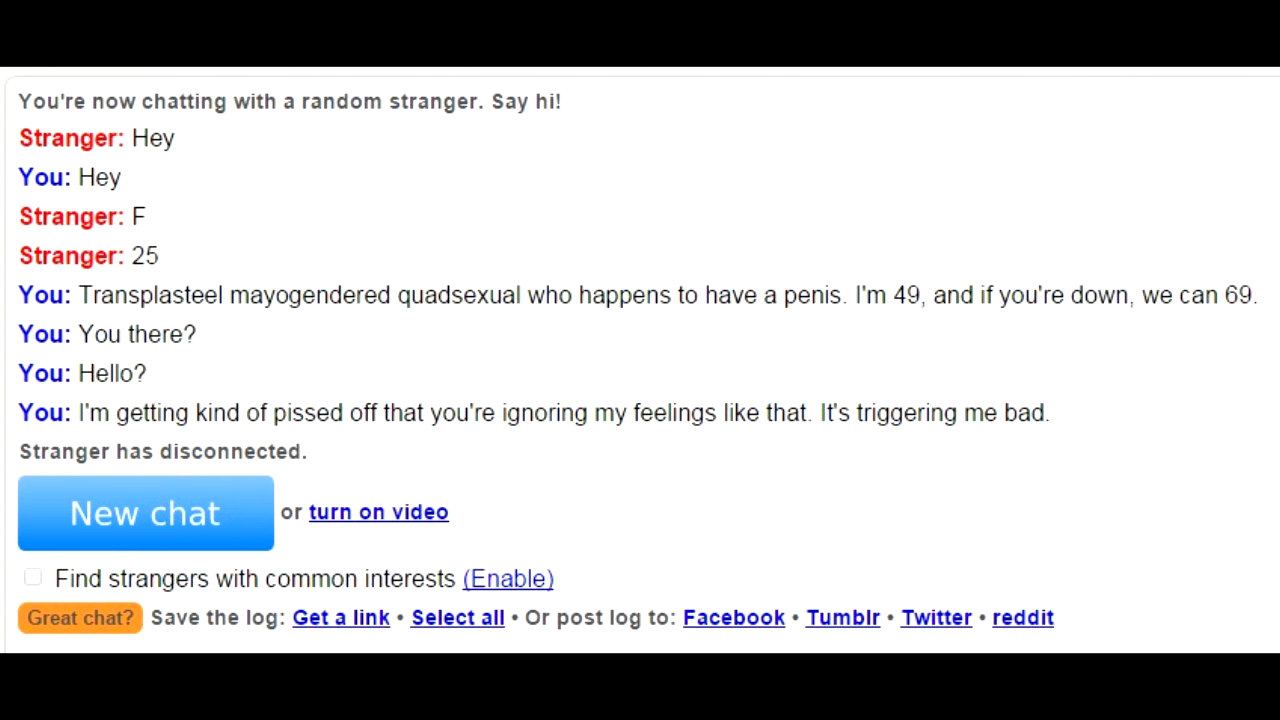 You're now chatting with a random stranger. Say hi!
Stranger: Hey
You: Hey
Stranger: F
Stranger: 25
You: Transplasteel mayogendered quadsexual who happens to have a penis. I'm 49, and if you're down, we can 69.
You: You there?
You: Hello?
You: I'm getting kind of pissed off that you're ignoring my feelings like that. It's triggering me bad.
Stranger has disconnected.
New chat or turn on video
Find strangers with common interests (Enable)
Great chat? Save the log: Get a link • Select all • Or post log to: Facebook • Tumblr • Twitter • reddit